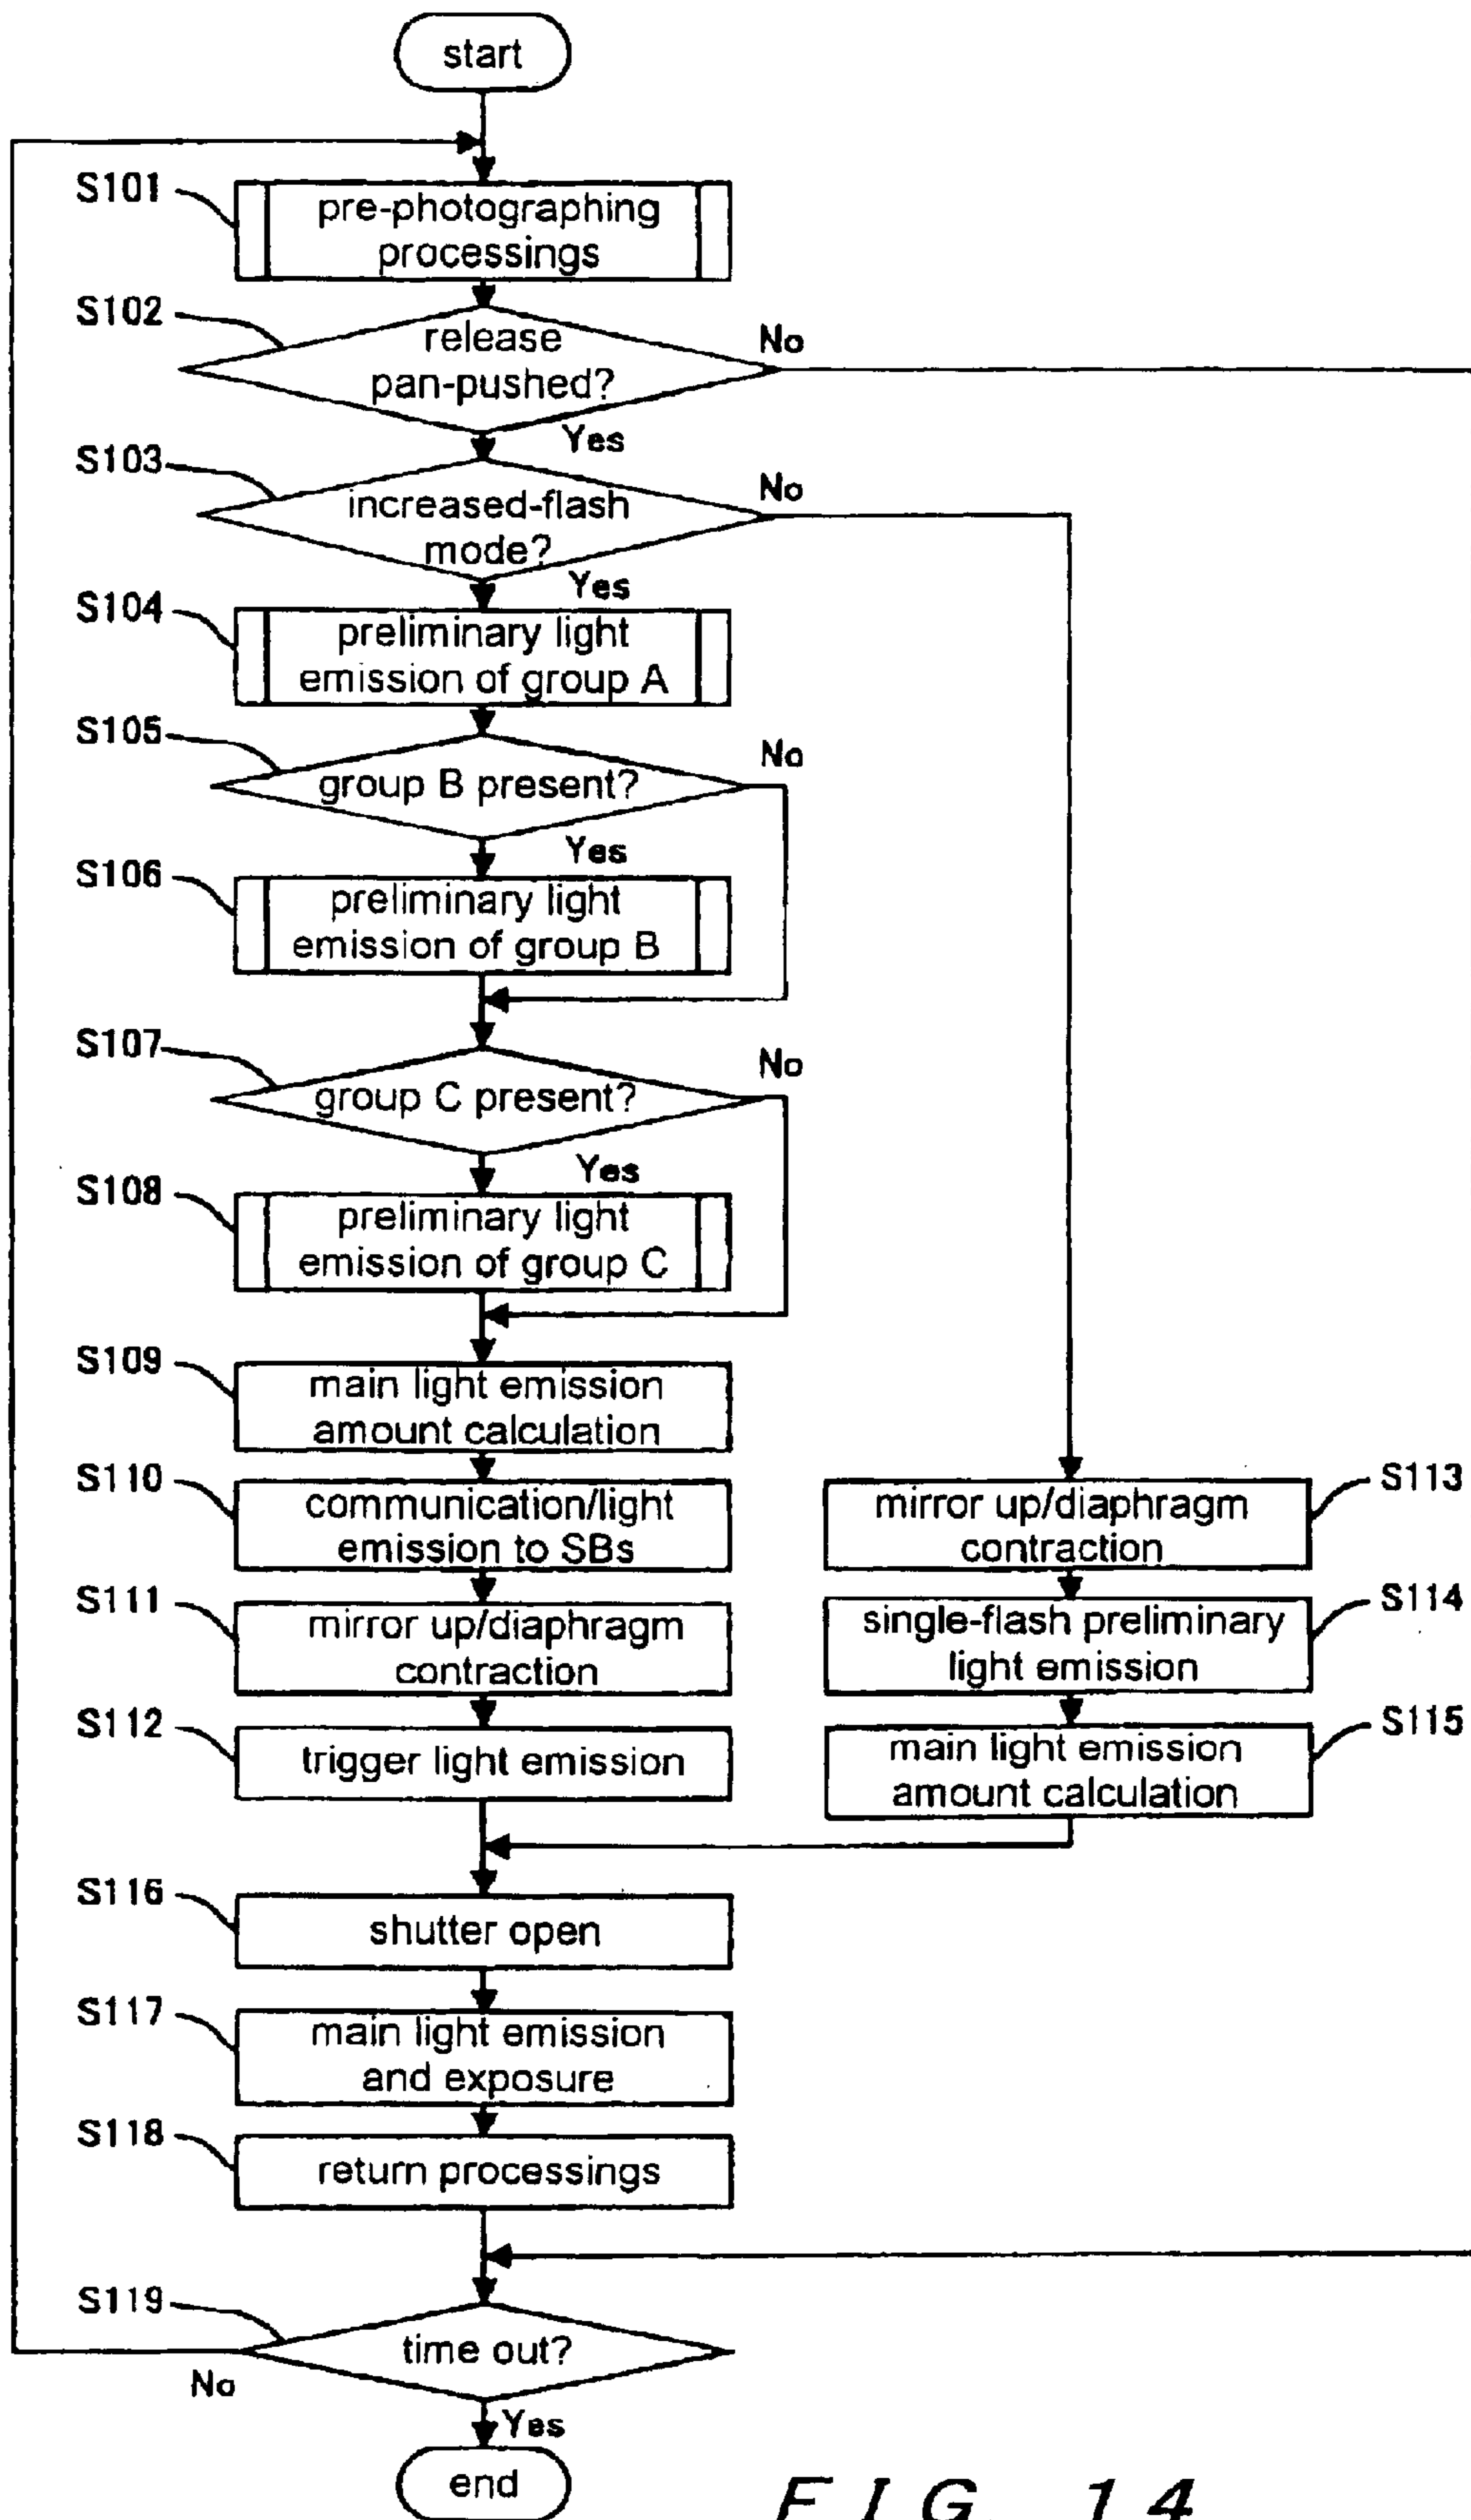 start
S101
pre-photographing
processings
S102
release
pan-pushed?
No
Yes
S103
increased-flash
mode?
No
Yes
S104
preliminary light
emission of group A
S105
group B present?
No
Yes
S106
preliminary light
emission of group B
S107
group C present?
No
Yes
S108
preliminary light
emission of group C
S109
main light emission
amount calculation
S110
communication/light
emission to SBs
S111
mirror up/diaphragm
contraction
S112
trigger light emission
S113
mirror up/diaphragm
contraction
S114
single-flash preliminary
light emission
S115
main light emission
amount calculation
S116
shutter open
S117
main light emission
and exposure
S118
return processings
S119
time out?
No
Yes
end
FIG. 14